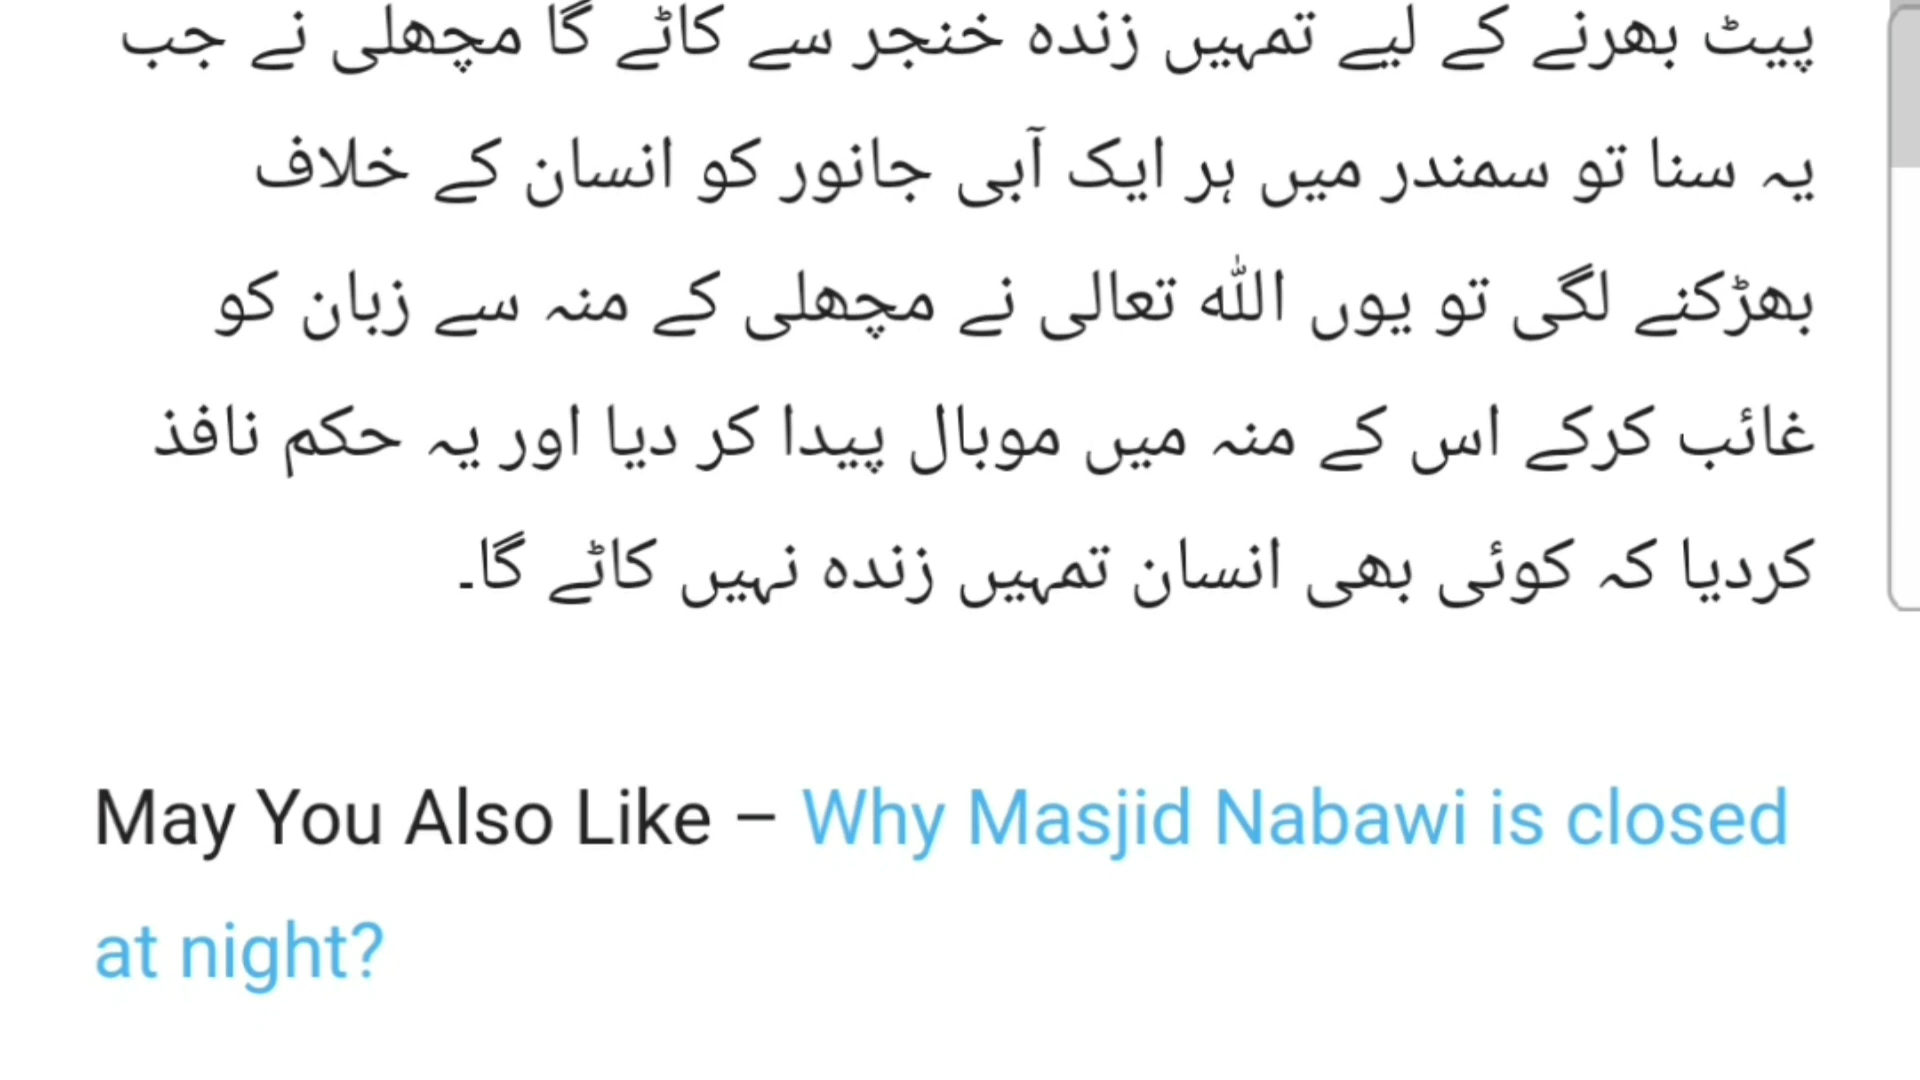 پیٹ بھرنے کے لیے تمہیں زندہ خنجر سے کاٹے گا مچھلی نے جب
یہ سنا تو سمندر میں ہر ایک آبی جانور کو انسان کے خلاف
بھڑکنے لگی تو یوں اللّٰہ تعالی نے مچھلی کے منہ سے زبان کو
غائب کرکے اس کے منہ میں موبال پیدا کر دیا اور یہ حکم نافذ
کردیا کہ کوئی بھی انسان تمہیں زندہ نہیں کاٹے گا۔
May You Also Like – Why Masjid Nabawi is closed
at night?